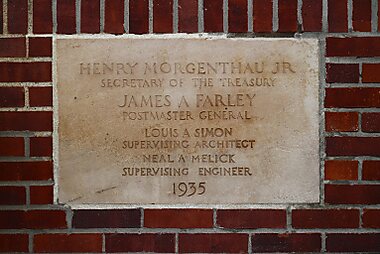 HENRY MORGENTHAU JR
SECRETARY OF THE TREASURY
JAMES A FARLEY
POSTMASTER GENERAL
LOUIS A SIMON
SUPERVISING ARCHITECT
NEAL A MELICK
SUPERVISING ENGINEER
1935